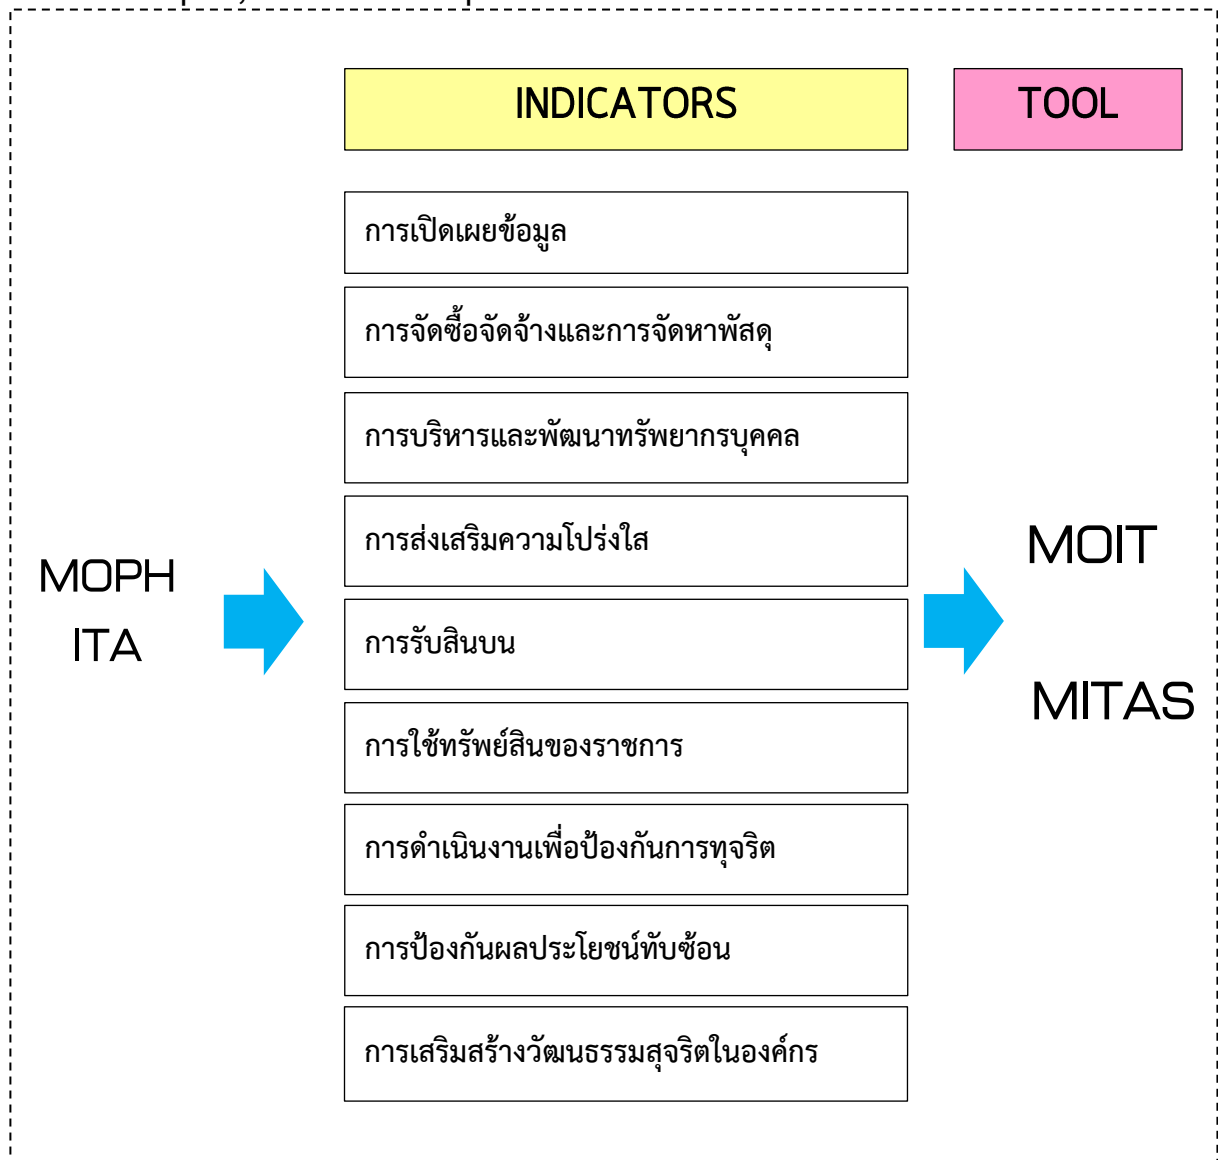 INDICATORS
TOOL
การเปิดเผยข้อมูล
การจัดซื้อจัดจ้างและการจัดหาพัสดุ
การบริหารและพัฒนาทรัพยากรบุคคล
การส่งเสริมความโปร่งใส
การรับสินบน
การใช้ทรัพย์สินของราชการ
การดำเนินงานเพื่อป้องกันการทุจริต
การป้องกันผลประโยชน์ทับซ้อน
การเสริมสร้างวัฒนธรรมสุจริตในองค์กร
MOPH
ITA
MOIT
MITAS